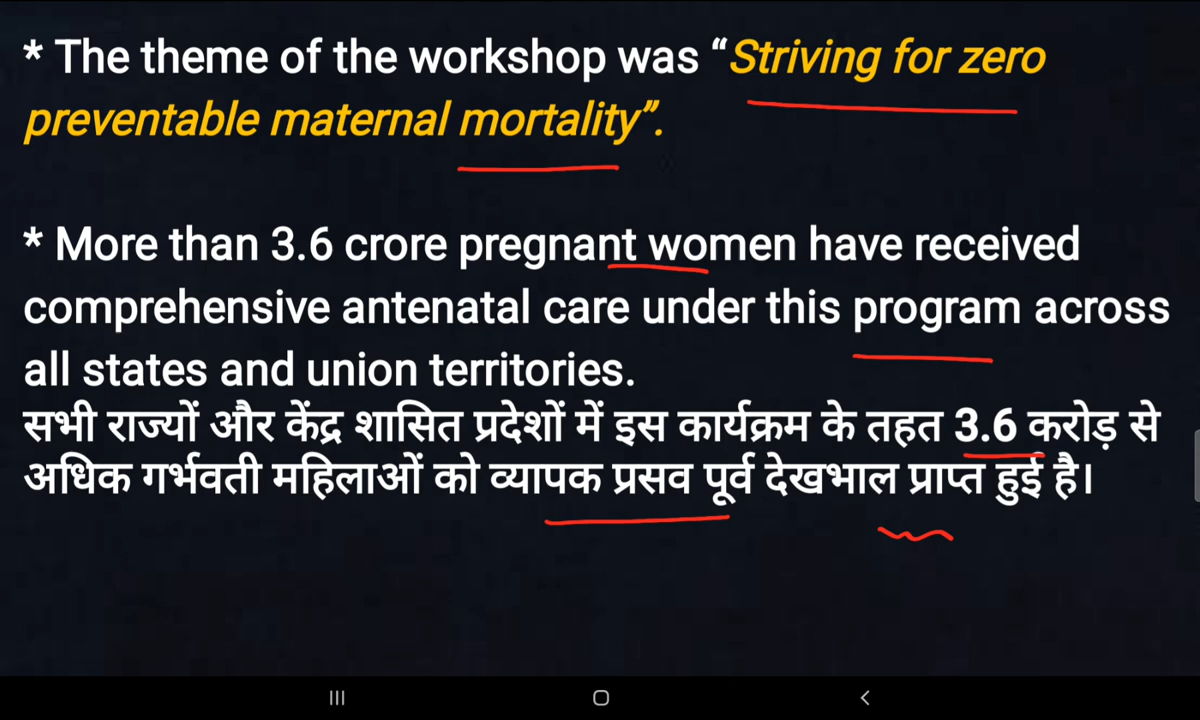 * The theme of the workshop was “Striving for zero
preventable maternal mortality”.
* More than 3.6 crore pregnant women have received
comprehensive antenatal care under this program across
all states and union territories.
सभी राज्यों और केंद्र शासित प्रदेशों में इस कार्यक्रम के तहत 3.6 करोड़ से
अधिक गर्भवती महिलाओं को व्यापक प्रसव पूर्व देखभाल प्राप्त हुई है।